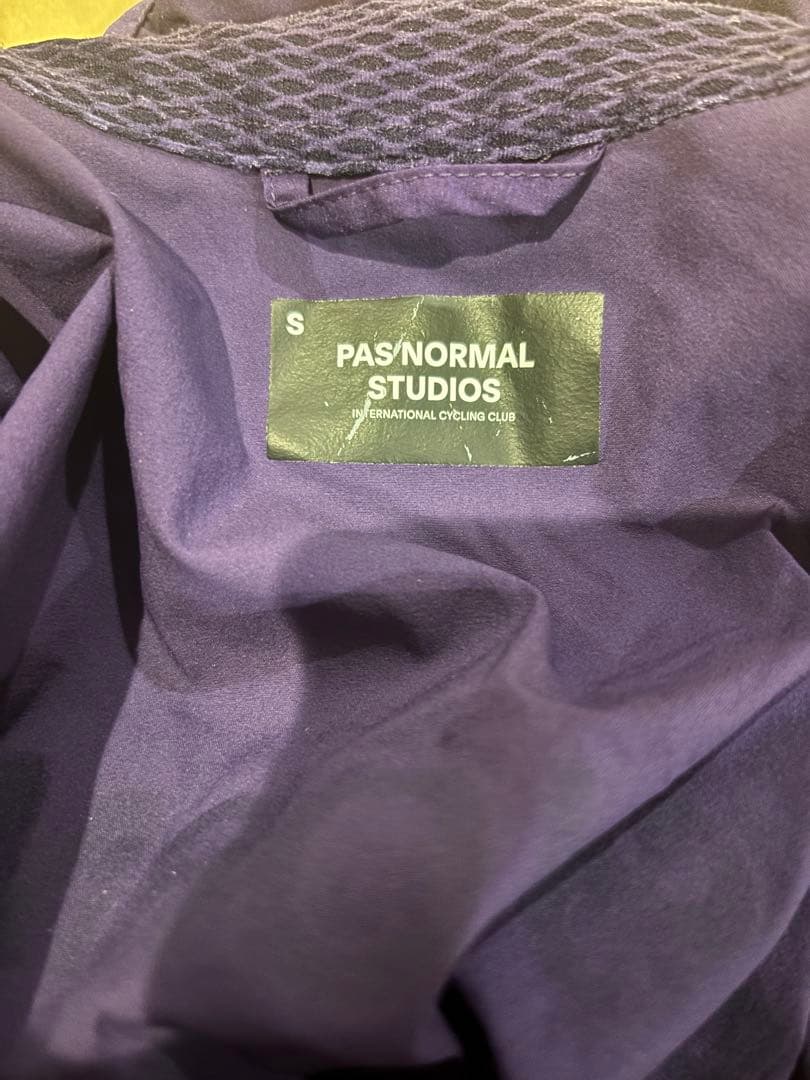 S
PAS NORMAL
STUDIOS
INTERNATIONAL CYCLING CLUB